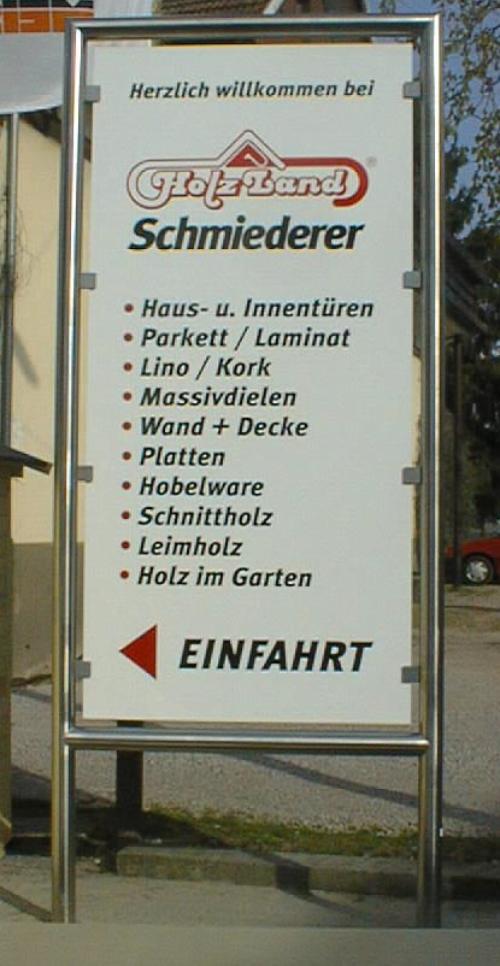 Herzlich willkommen bei
HolzLand®
Schmiederer
• Haus- u. Innentüren
• Parkett / Laminat
• Lino / Kork
• Massivdielen
• Wand + Decke
• Platten
• Hobelware
• Schnittholz
• Leimholz
• Holz im Garten
EINFAHRT